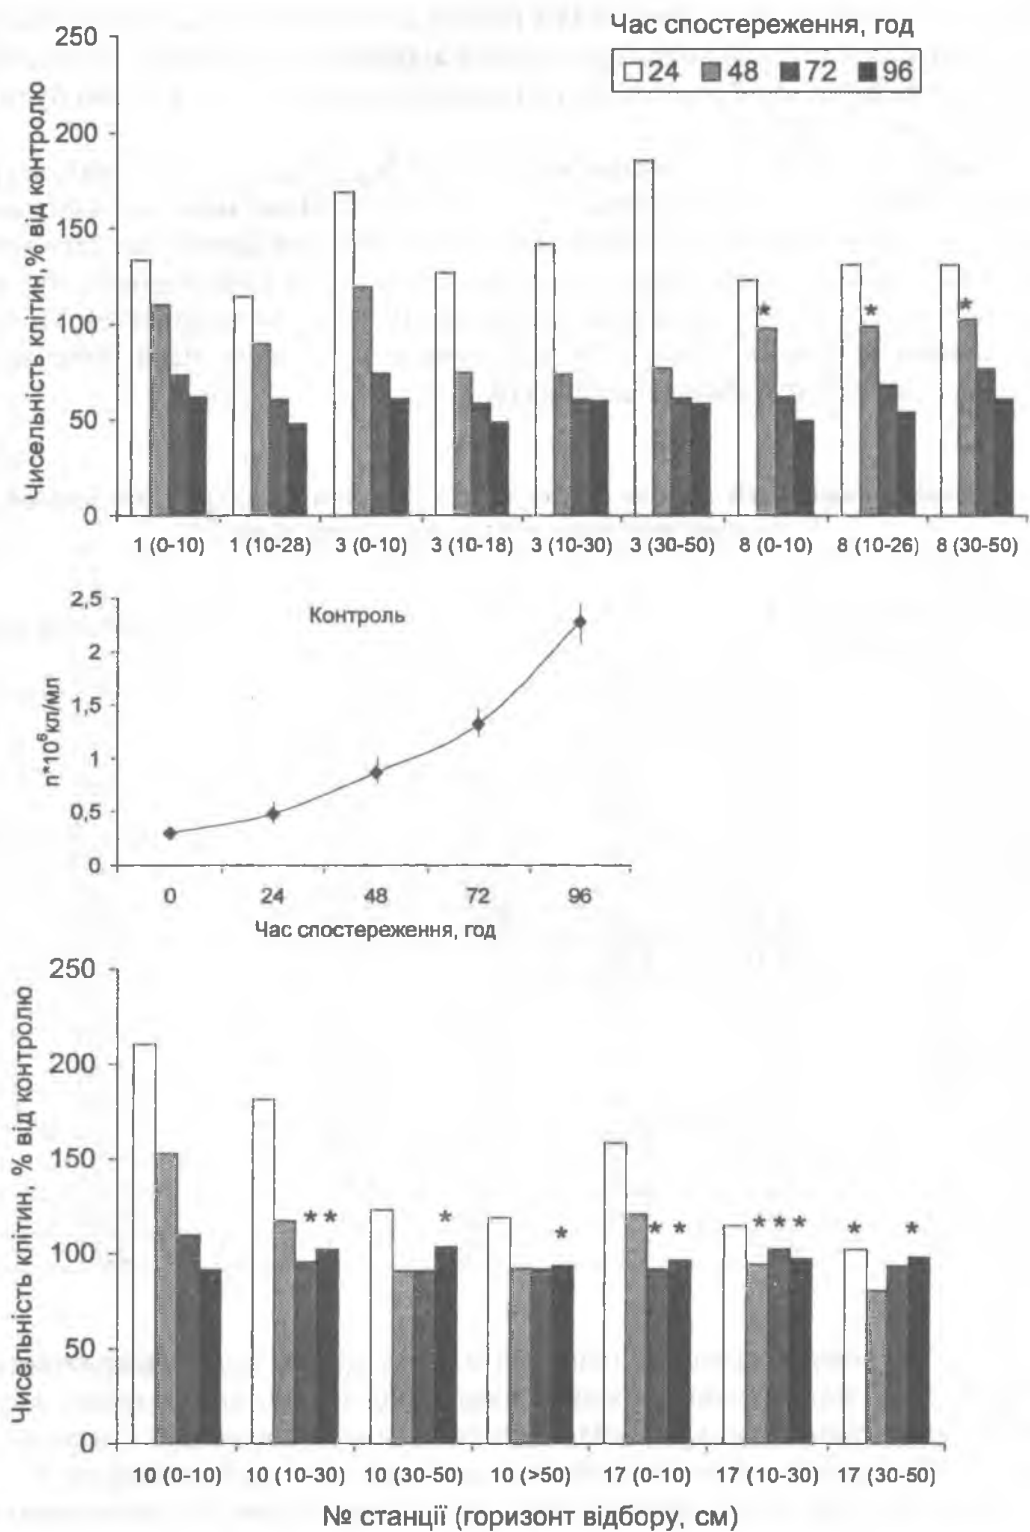 Час спостереження, год
24 48 72 96
Чисельність клітин,% від контролю
250
200
150
100
50
0
* * *
1 (0-10) 1 (10-28) 3 (0-10) 3 (10-18) 3 (10-30) 3 (30-50) 8 (0-10) 8 (10-26) 8 (30-50)
Контроль
n*10⁶кл/мл
2,5
2
1,5
1
0,5
0
0 24 48 72 96
Час спостереження, год
Чисельність клітин, % від контролю
250
200
150
100
50
0
** * * * * *** * *
10 (0-10) 10 (10-30) 10 (30-50) 10 (>50) 17 (0-10) 17 (10-30) 17 (30-50)
№ станції (горизонт відбору, см)